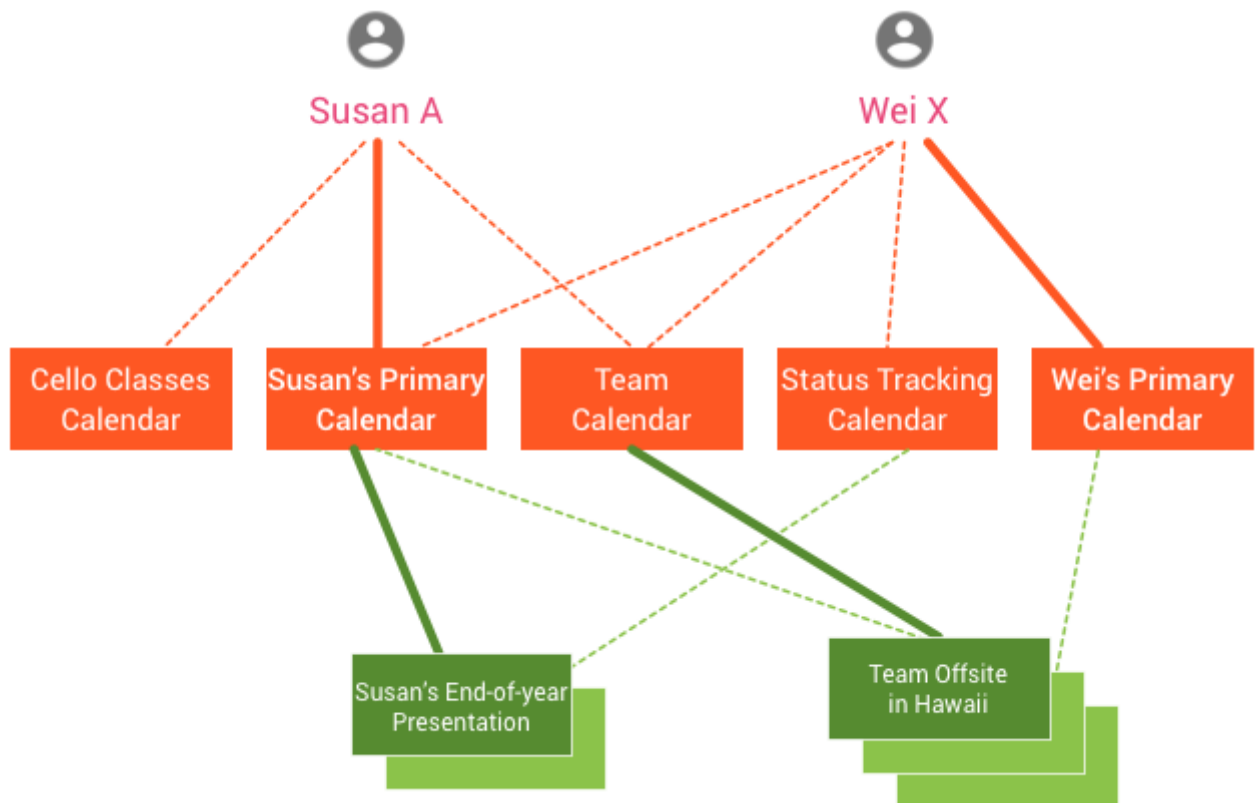 Susan A
Wei X
Cello Classes
Calendar
Susan’s Primary
Calendar
Team
Calendar
Status Tracking
Calendar
Wei’s Primary
Calendar
Susan’s End-of-year
Presentation
Team Offsite
in Hawaii